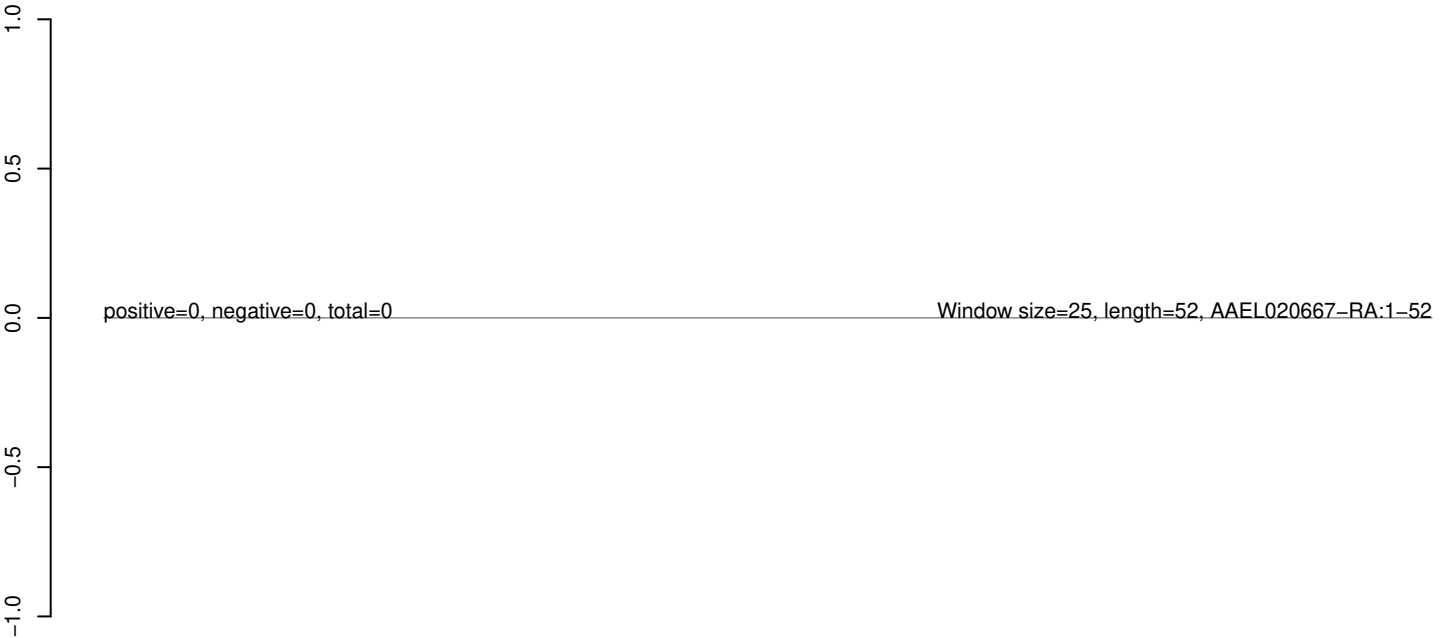 1.0
0.5
0.0
−0.5
−1.0
positive=0, negative=0, total=0
Window size=25, length=52, AAEL020667−RA:1−52